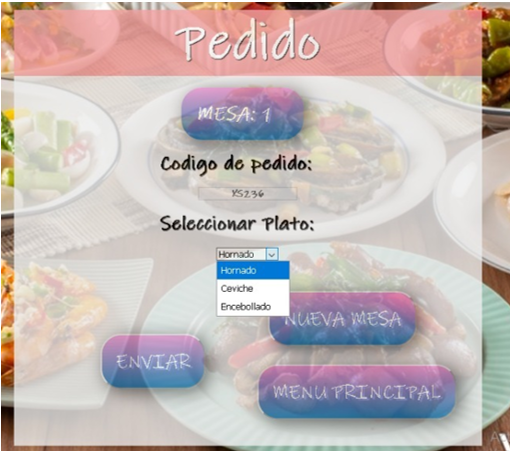 Pedido
MESA: 1
Codigo de pedido:
XS236
Seleccionar Plato:
Hornado
Hornado
Ceviche
Encebollado
NUEVA MESA
ENVIAR
MENU PRINCIPAL